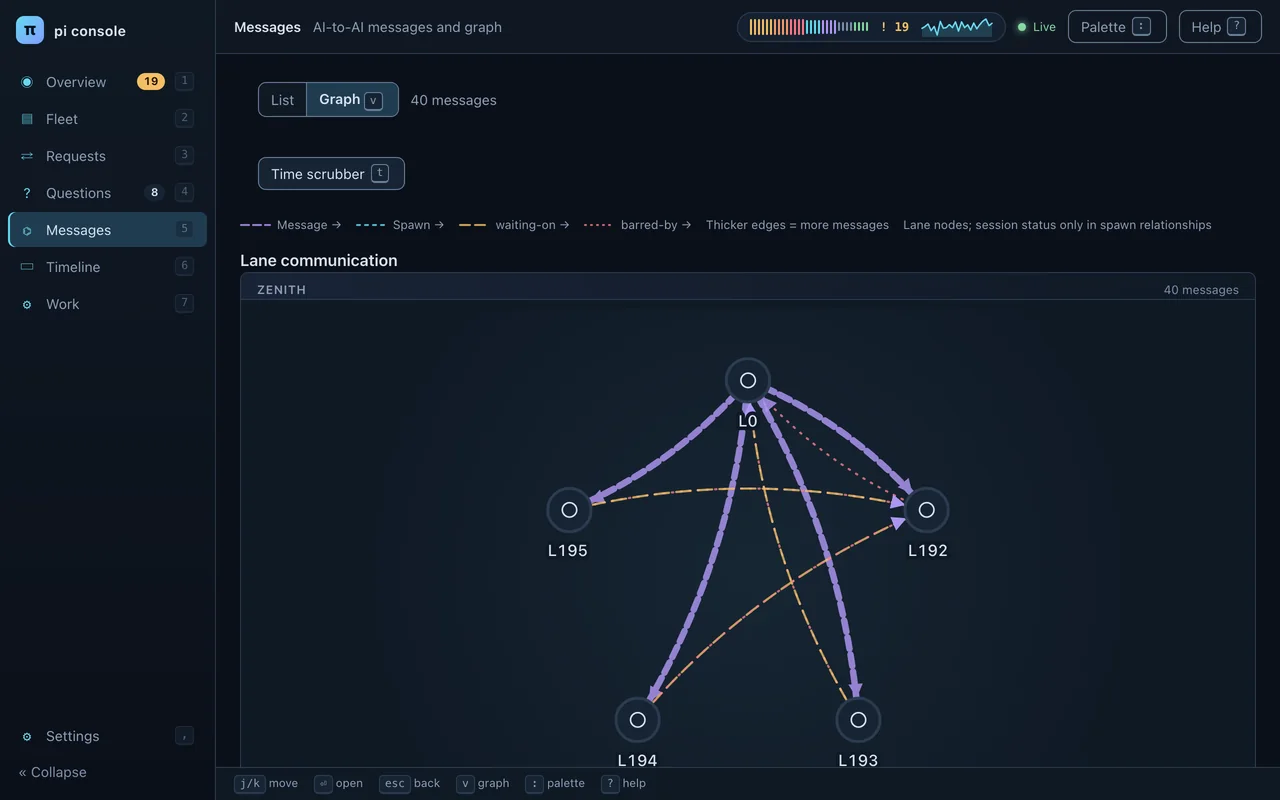 π pi console
Overview 19 1
Fleet 2
Requests 3
? Questions 8 4
Messages 5
Timeline 6
Work 7
Settings ,
« Collapse
Messages AI-to-AI messages and graph
! 19
Live
Palette :
Help ?
List
Graph v
40 messages
Time scrubber t
Message → Spawn → waiting-on → barred-by → Thicker edges = more messages Lane nodes; session status only in spawn relationships
Lane communication
ZENITH 40 messages
L0
L195
L192
L194
L193
j/k move ⏎ open esc back v graph : palette ? help